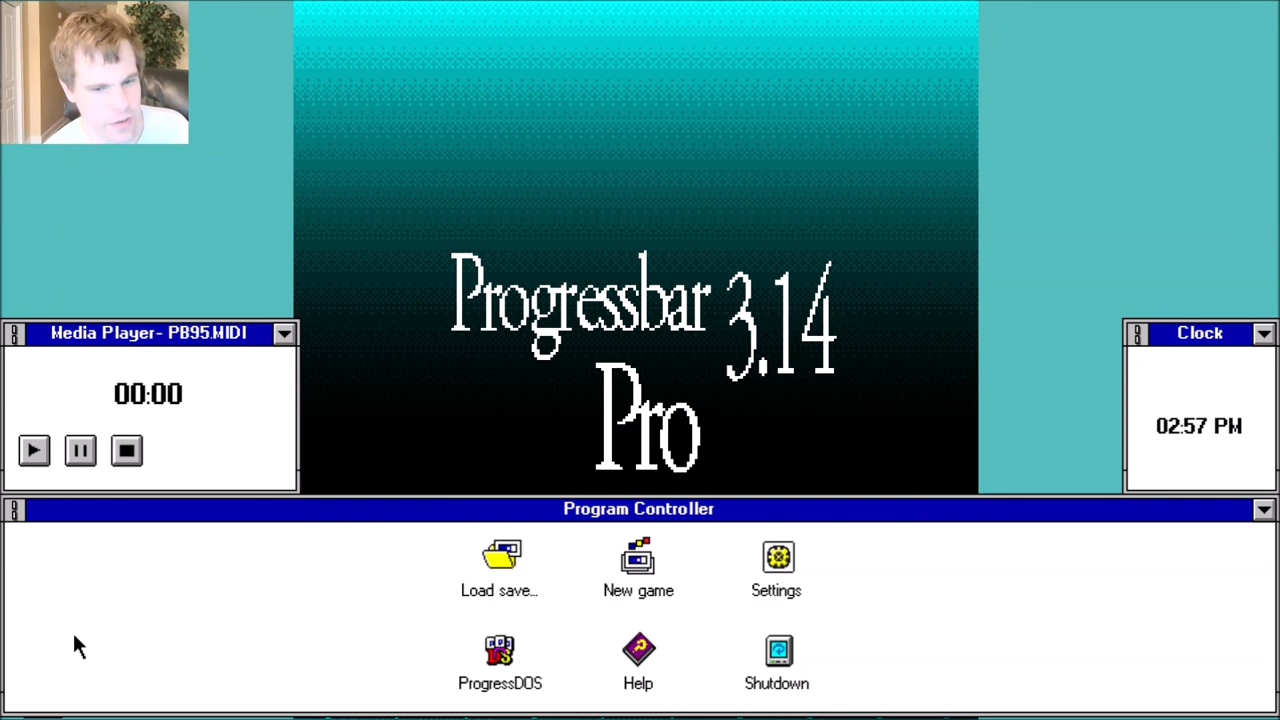 Progressbar 3.14
Pro
Media Player- PB95.MIDI
00:00
Clock
02:57 PM
Program Controller
Load save...
New game
Settings
ProgressDOS
Help
Shutdown